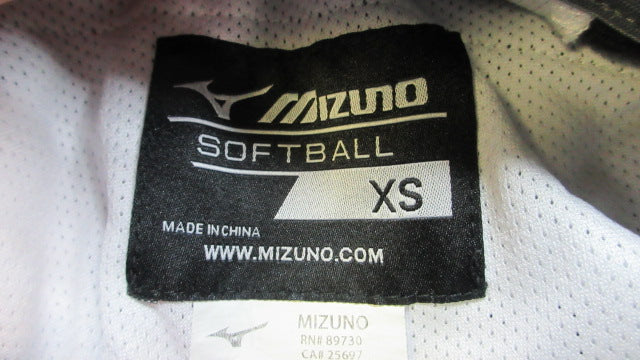 MIZUNO
SOFTBALL
XS
MADE IN CHINA
WWW.MIZUNO.COM
MIZUNO
RN# 89730
CA# 25697